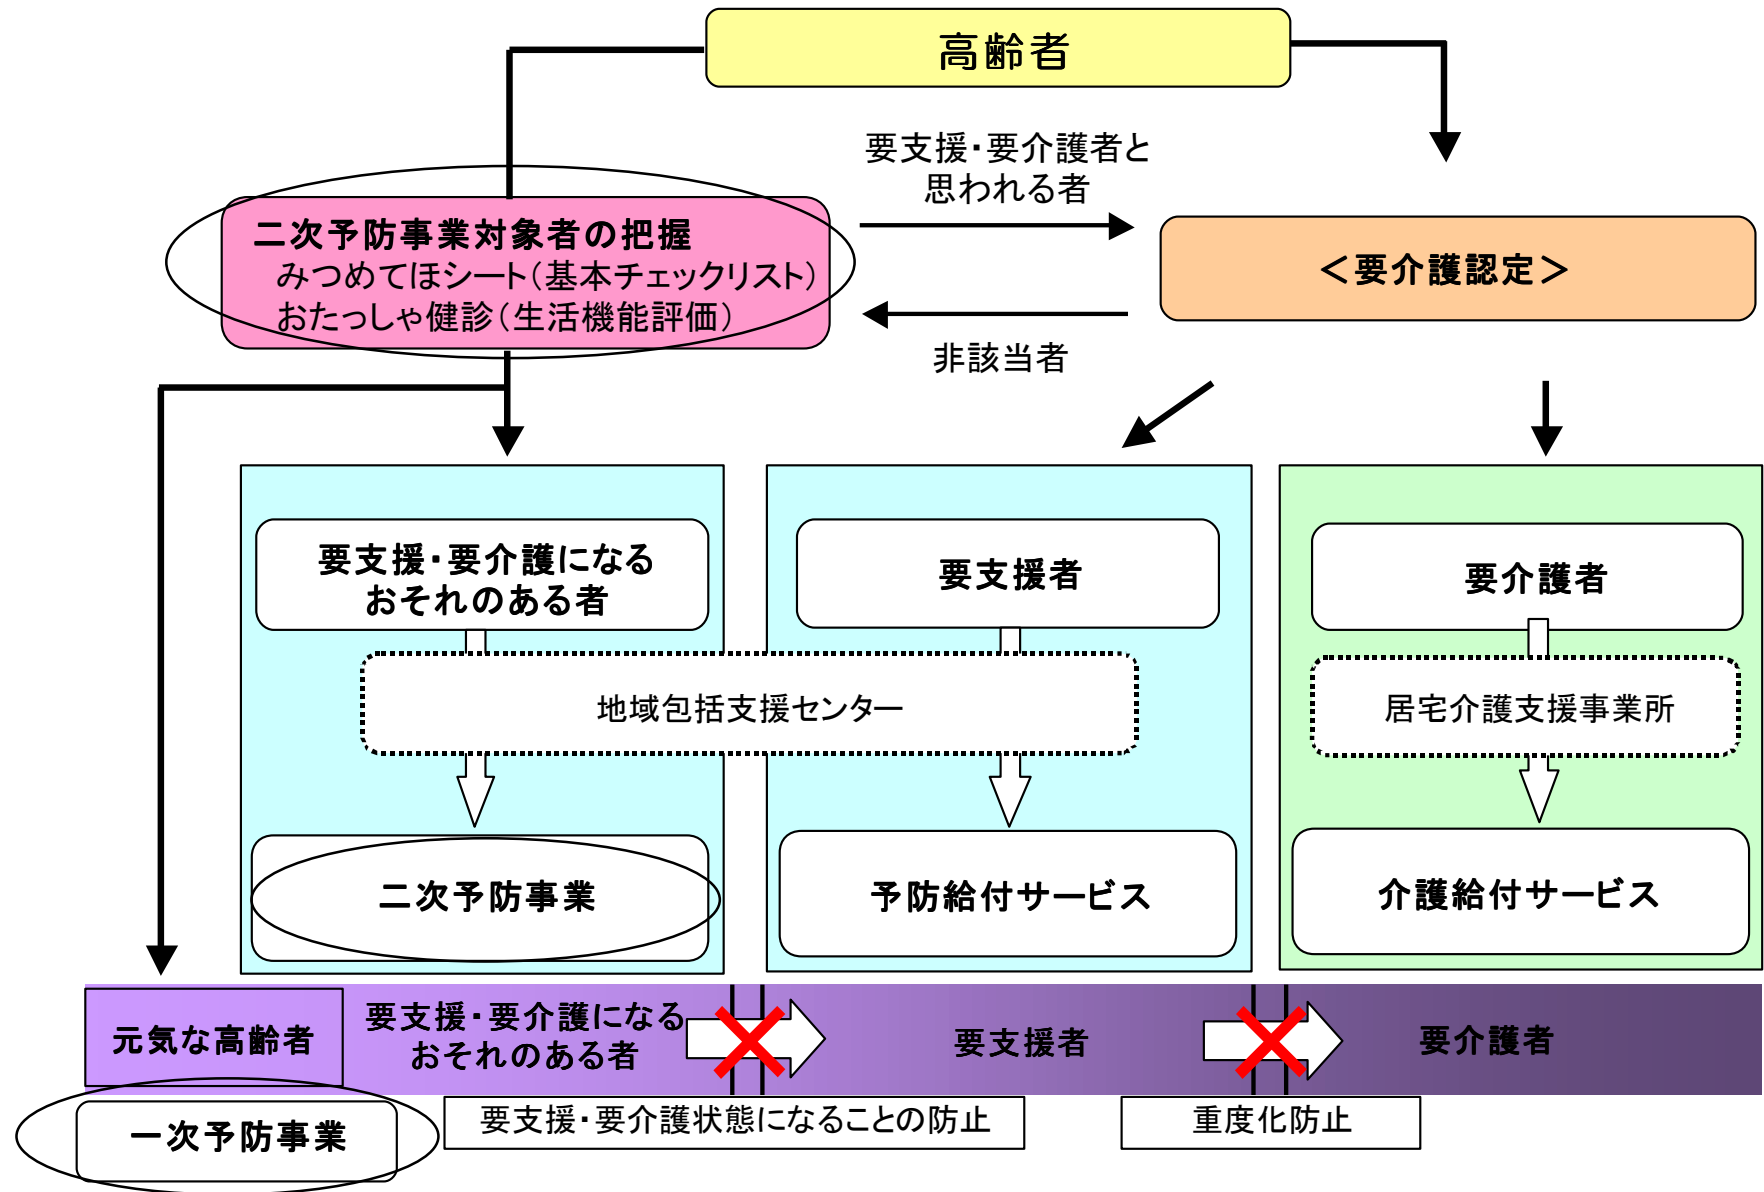 高齢者
要支援・要介護者と
思われる者
二次予防事業対象者の把握
みつめてほシート(基本チェックリスト)
おたっしゃ健診(生活機能評価)
<要介護認定>
非該当者
要支援・要介護になる
おそれのある者
要支援者
要介護者
地域包括支援センター
居宅介護支援事業所
二次予防事業
予防給付サービス
介護給付サービス
元気な高齢者
要支援・要介護になる
おそれのある者
要支援者
要介護者
一次予防事業
要支援・要介護状態になることの防止
重度化防止